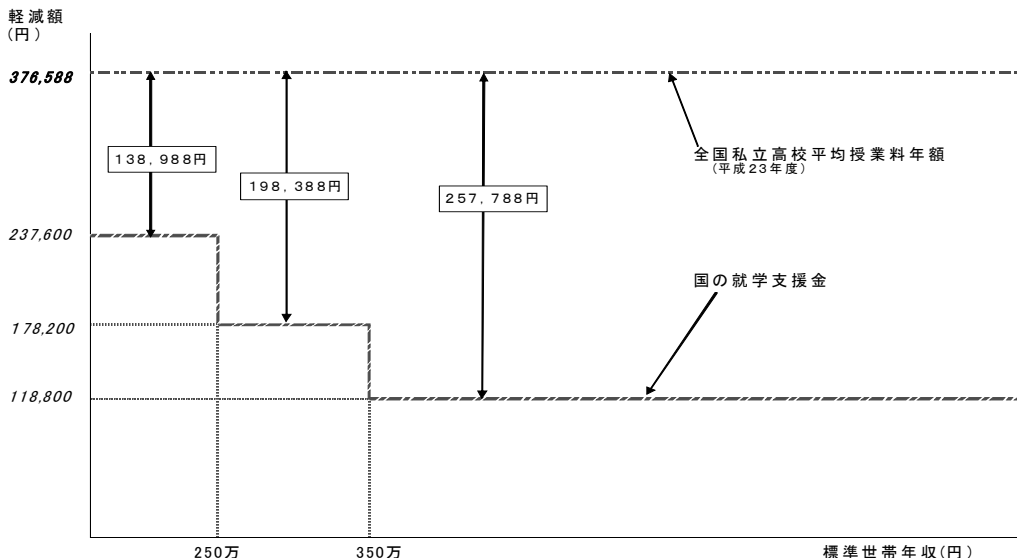 軽減額
(円)
376,588
138,988円
全国私立高校平均授業料年額
(平成23年度)
198,388円
257,788円
237,600
国の就学支援金
178,200
118,800
250万
350万
標準世帯年収(円)